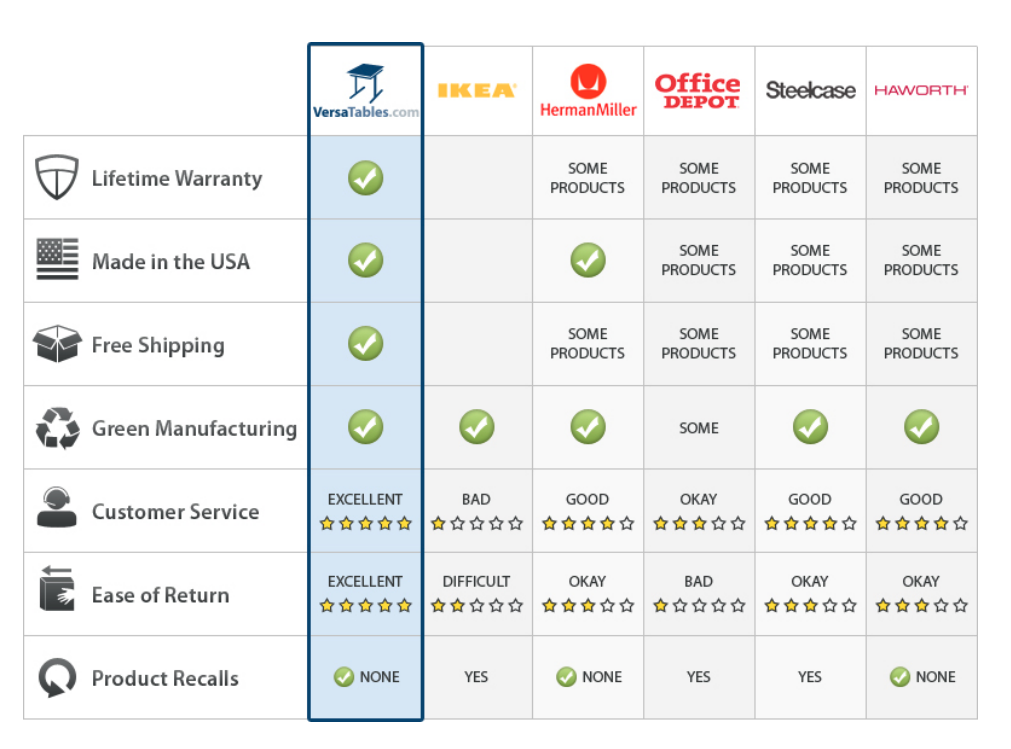 VersaTables.com
IKEA
HermanMiller
Office
DEPOT
Steelcase
HAWORTH
Lifetime Warranty
SOME
PRODUCTS
SOME
PRODUCTS
SOME
PRODUCTS
SOME
PRODUCTS
Made in the USA
SOME
PRODUCTS
SOME
PRODUCTS
SOME
PRODUCTS
Free Shipping
SOME
PRODUCTS
SOME
PRODUCTS
SOME
PRODUCTS
SOME
PRODUCTS
Green Manufacturing
SOME
Customer Service
EXCELLENT
BAD
GOOD
OKAY
GOOD
GOOD
Ease of Return
EXCELLENT
DIFFICULT
OKAY
BAD
OKAY
OKAY
Product Recalls
NONE
YES
NONE
YES
YES
NONE